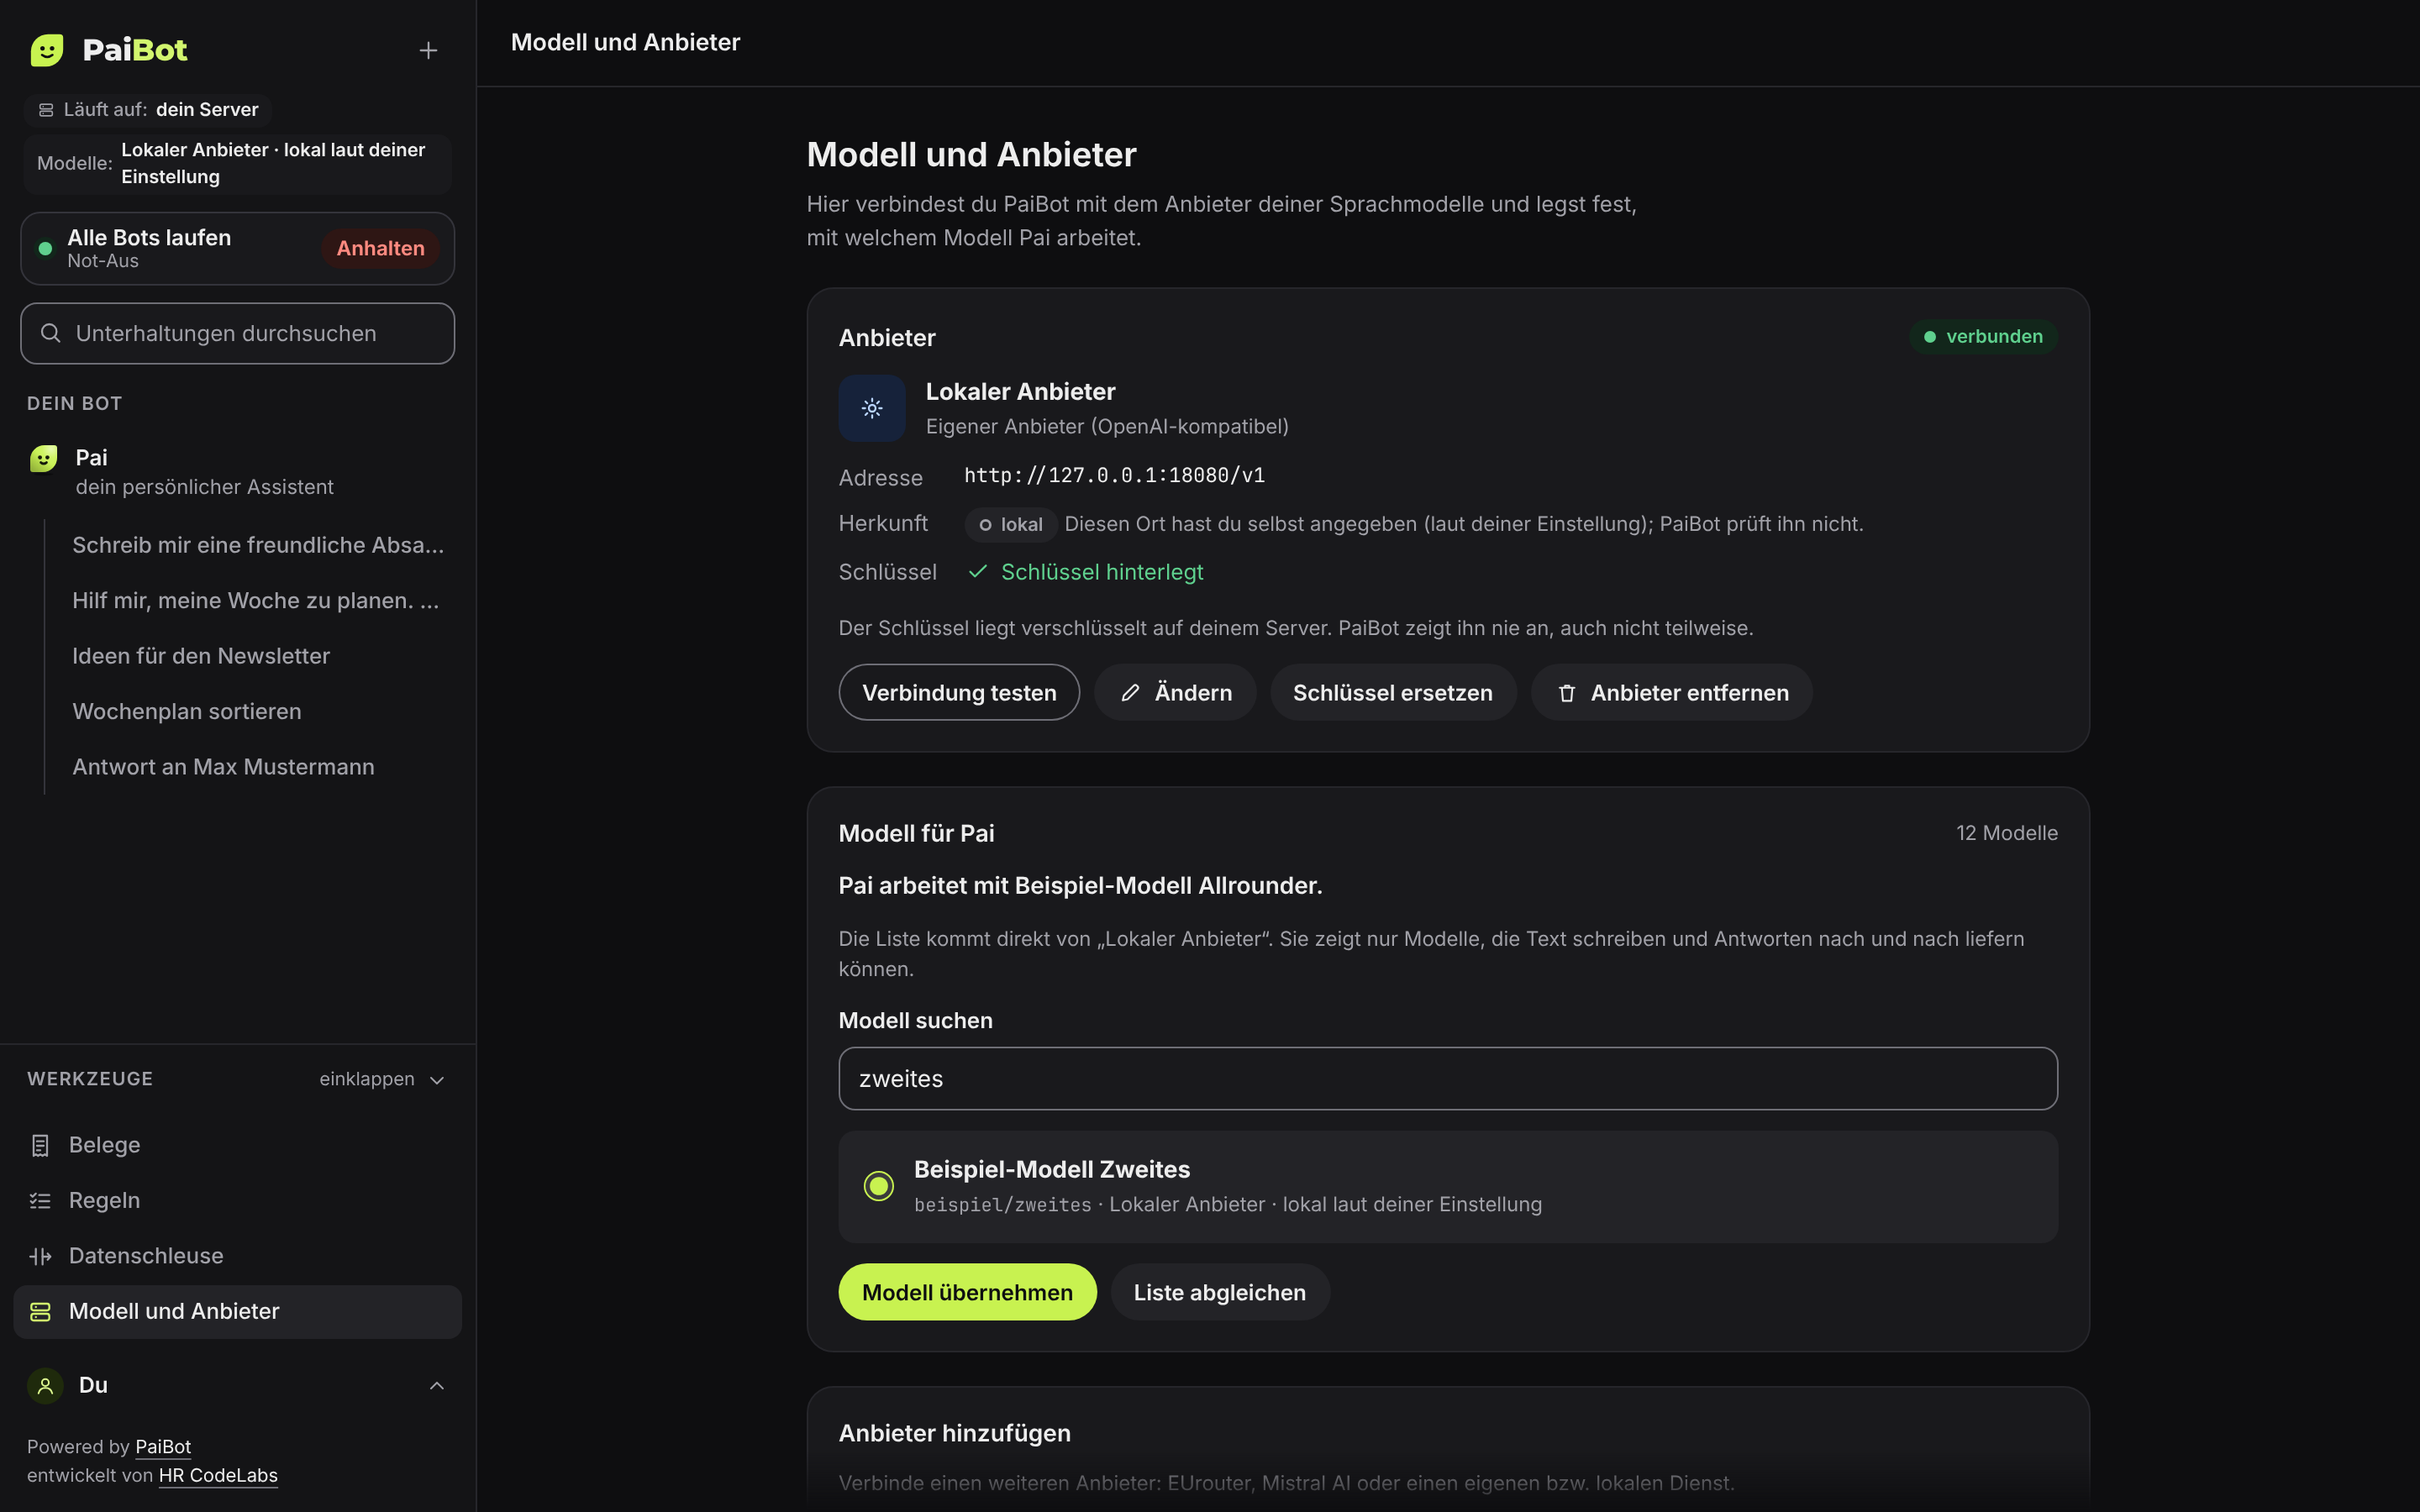 PaiBot
Läuft auf: dein Server
Modelle: Lokaler Anbieter · lokal laut deiner
Einstellung
Alle Bots laufen
Not-Aus
Anhalten
Unterhaltungen durchsuchen
DEIN BOT
Pai
dein persönlicher Assistent
Schreib mir eine freundliche Absa...
Hilf mir, meine Woche zu planen. ...
Ideen für den Newsletter
Wochenplan sortieren
Antwort an Max Mustermann
WERKZEUGE
einklappen
Belege
Regeln
Datenschleuse
Modell und Anbieter
Du
Powered by PaiBot
entwickelt von HR CodeLabs
Modell und Anbieter
Modell und Anbieter
Hier verbindest du PaiBot mit dem Anbieter deiner Sprachmodelle und legst fest,
mit welchem Modell Pai arbeitet.
Anbieter
verbunden
Lokaler Anbieter
Eigener Anbieter (OpenAI-kompatibel)
Adresse http://127.0.0.1:18080/v1
Herkunft lokal Diesen Ort hast du selbst angegeben (laut deiner Einstellung); PaiBot prüft ihn nicht.
Schlüssel Schlüssel hinterlegt
Der Schlüssel liegt verschlüsselt auf deinem Server. PaiBot zeigt ihn nie an, auch nicht teilweise.
Verbindung testen Ändern Schlüssel ersetzen Anbieter entfernen
Modell für Pai
12 Modelle
Pai arbeitet mit Beispiel-Modell Allrounder.
Die Liste kommt direkt von „Lokaler Anbieter“. Sie zeigt nur Modelle, die Text schreiben und Antworten nach und nach liefern
können.
Modell suchen
zweites
Beispiel-Modell Zweites
beispiel/zweites · Lokaler Anbieter · lokal laut deiner Einstellung
Modell übernehmen Liste abgleichen
Anbieter hinzufügen
Verbinde einen weiteren Anbieter: EUrouter, Mistral AI oder einen eigenen bzw. lokalen Dienst.